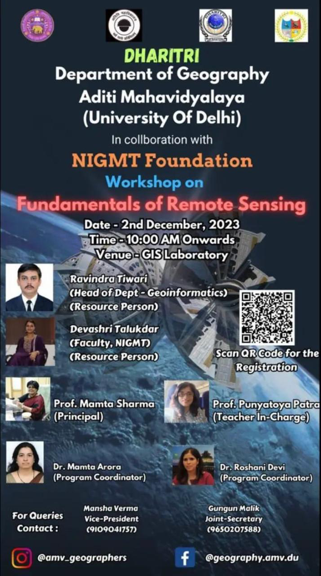 DHARITRI
Department of Geography
Aditi Mahavidyalaya
(University Of Delhi)
In collboration with
NIGMT Foundation
Workshop on
Fundamentals of Remote Sensing
Date - 2nd December, 2023
Time - 10:00 AM Onwards
Venue - GIS Laboratory
Ravindra Tiwari
(Head of Dept - Geoinformatics)
(Resource Person)
Devashri Talukdar
(Faculty, NIGMT)
(Resource Person)
Scan QR Code for the
Registration
Prof. Mamta Sharma
(Principal)
Prof. Punyatoya Patra
(Teacher In-Charge)
Dr. Mamta Arora
(Program Coordinator)
Dr. Roshani Devi
(Program Coordinator)
For Queries
Contact :
Mansha Verma
Vice-President
(9109041757)
Gungun Malik
Joint-Secretary
(9650207588)
@amv_geographers
@geography.amv.du